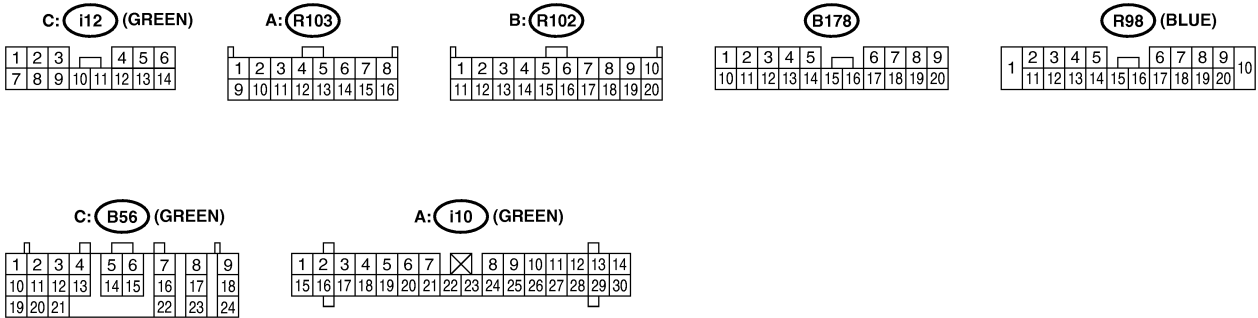 C: i12 (GREEN)
1 2 3 4 5 6
7 8 9 10 11 12 13 14
A: R103
1 2 3 4 5 6 7 8
9 10 11 12 13 14 15 16
B: R102
1 2 3 4 5 6 7 8 9 10
11 12 13 14 15 16 17 18 19 20
B178
1 2 3 4 5 6 7 8 9
10 11 12 13 14 15 16 17 18 19 20
R98 (BLUE)
1 2 3 4 5 6 7 8 9 10
11 12 13 14 15 16 17 18 19 20
C: B56 (GREEN)
1 2 3 4 5 6 7 8 9
10 11 12 13 14 15 16 17 18
19 20 21 22 23 24
A: i10 (GREEN)
1 2 3 4 5 6 7 8 9 10 11 12 13 14
15 16 17 18 19 20 21 22 23 24 25 26 27 28 29 30